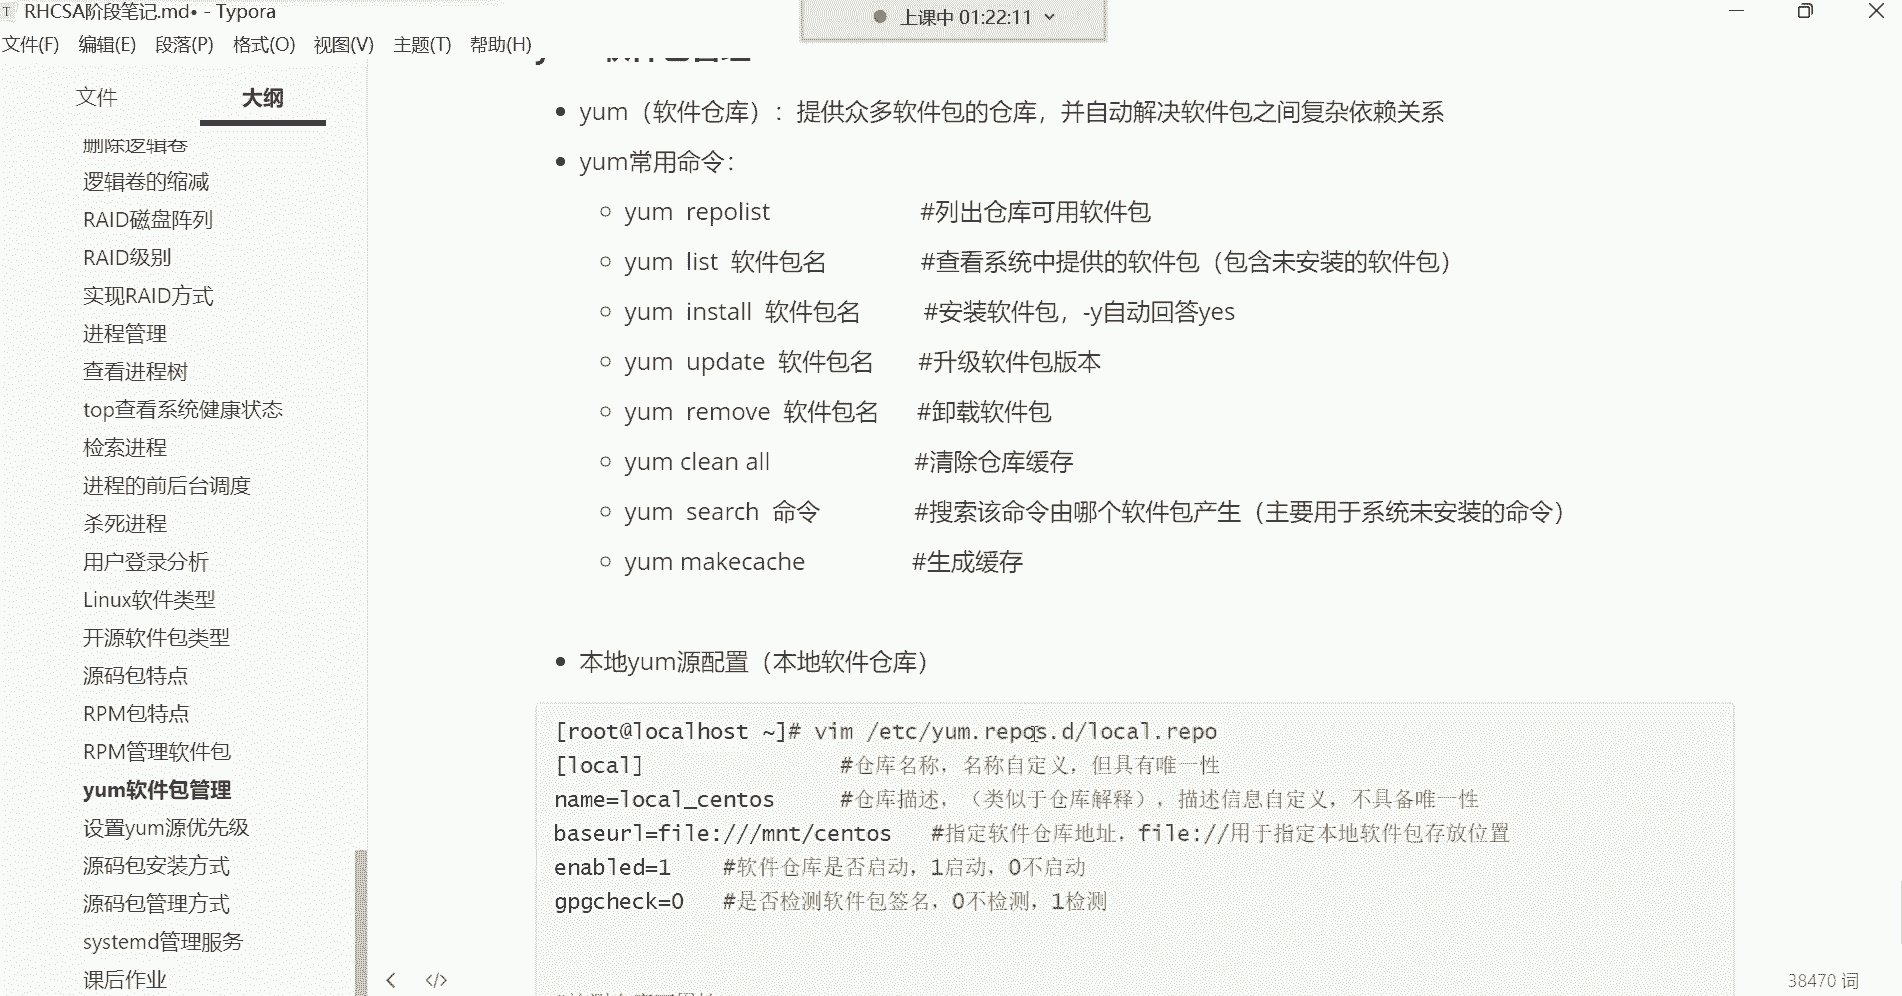 RHCSA阶段笔记.md• - Typora
上课中 01:22:11
文件(F) 编辑(E) 段落(P) 格式(O) 视图(V) 主题(T) 帮助(H)
文件 大纲
删除逻辑卷
逻辑卷的缩减
RAID磁盘阵列
RAID级别
实现RAID方式
进程管理
查看进程树
top查看系统健康状态
检索进程
进程的前后台调度
杀死进程
用户登录分析
Linux软件类型
开源软件包类型
源码包特点
RPM包特点
RPM管理软件包
yum软件包管理
设置yum源优先级
源码包安装方式
源码包管理方式
systemd管理服务
课后作业
yum软件包管理
• yum（软件仓库）：提供众多软件包的仓库，并自动解决软件包之间复杂依赖关系
• yum常用命令：
○ yum repolist #列出仓库可用软件包
○ yum list 软件包名 #查看系统中提供的软件包（包含未安装的软件包）
○ yum install 软件包名 #安装软件包，-y自动回答yes
○ yum update 软件包名 #升级软件包版本
○ yum remove 软件包名 #卸载软件包
○ yum clean all #清除仓库缓存
○ yum search 命令 #搜索该命令由哪个软件包产生（主要用于系统未安装的命令）
○ yum makecache #生成缓存
• 本地yum源配置（本地软件仓库）
[root@localhost ~]# vim /etc/yum.repos.d/local.repo
[local] #仓库名称，名称自定义，但具有唯一性
name=local_centos #仓库描述，（类似于仓库解释），描述信息自定义，不具备唯一性
baseurl=file:///mnt/centos #指定软件仓库地址，file://用于指定本地软件包存放位置
enabled=1 #软件仓库是否启动，1启动，0不启动
gpgcheck=0 #是否检测软件包签名，0不检测，1检测
38470 词